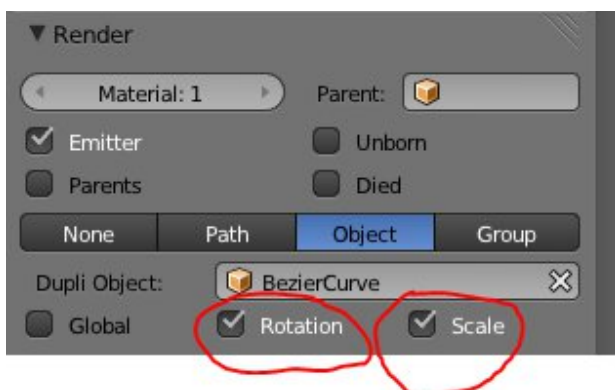 Render
Material: 1 Parent:
Emitter Unborn
Parents Died
None Path Object Group
Dupli Object: BezierCurve
Global Rotation Scale